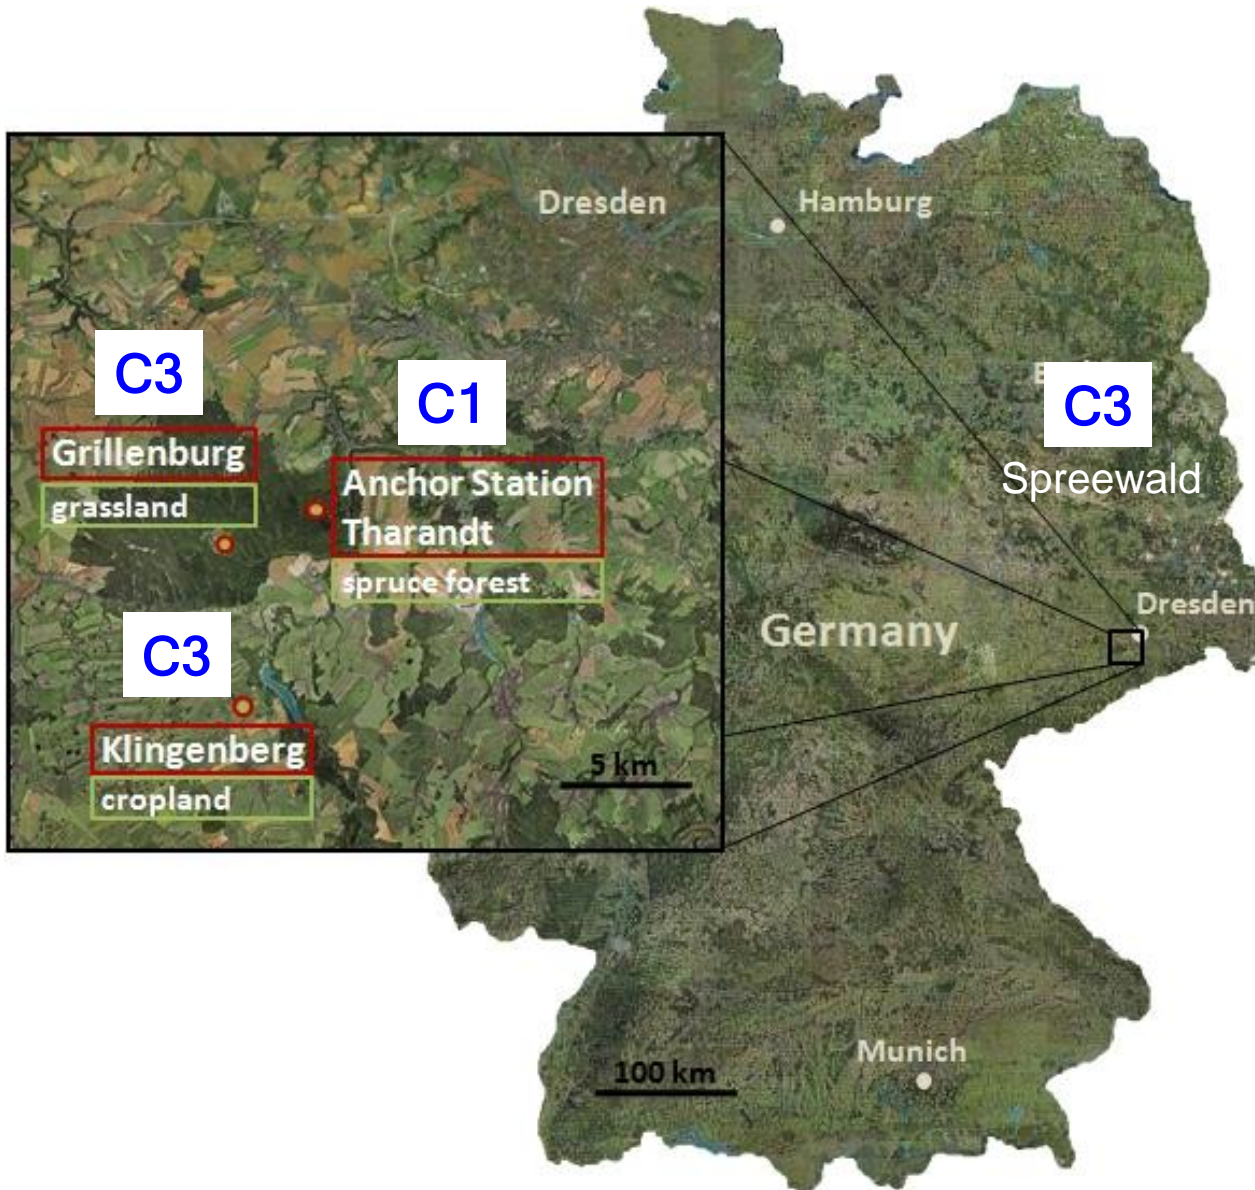 Dresden
Hamburg
C3
C1
C3
Grillenburg
grassland
Anchor Station
Tharandt
spruce forest
Spreewald
Dresden
Germany
C3
Klingenberg
cropland
5 km
Munich
100 km